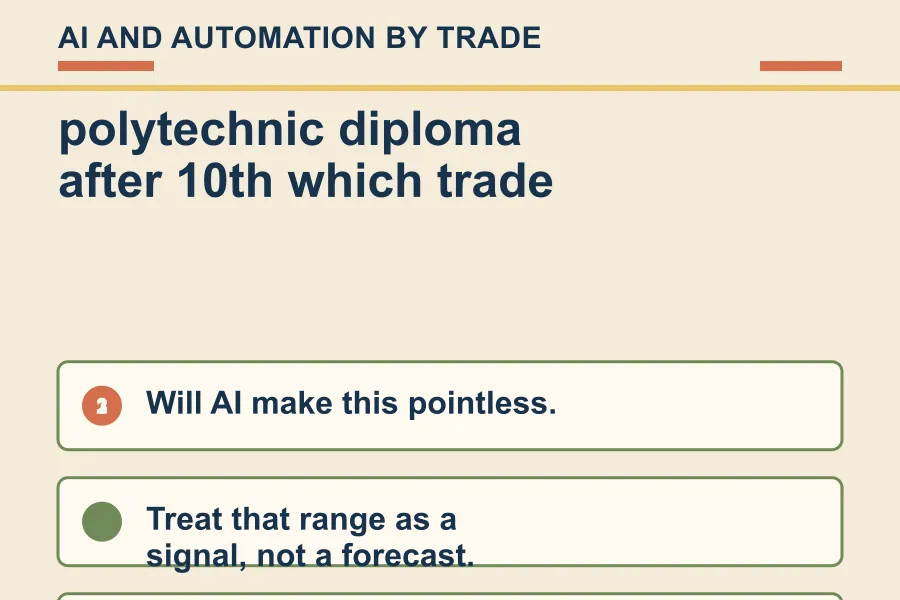 AI AND AUTOMATION BY TRADE
polytechnic diploma
after 10th which trade
Will AI make this pointless.
Treat that range as a
signal, not a forecast.